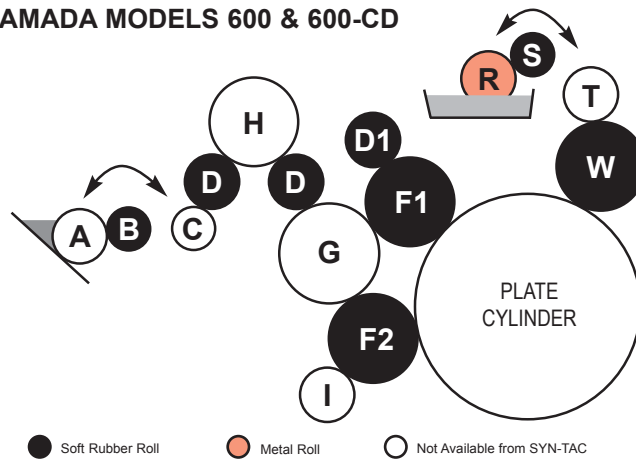 AMADA MODELS 600 & 600-CD
S
R
T
H
D1
W
D
D
F1
A
B
C
G
PLATE
CYLINDER
F2
I
Soft Rubber Roll
Metal Roll
Not Available from SYN-TAC